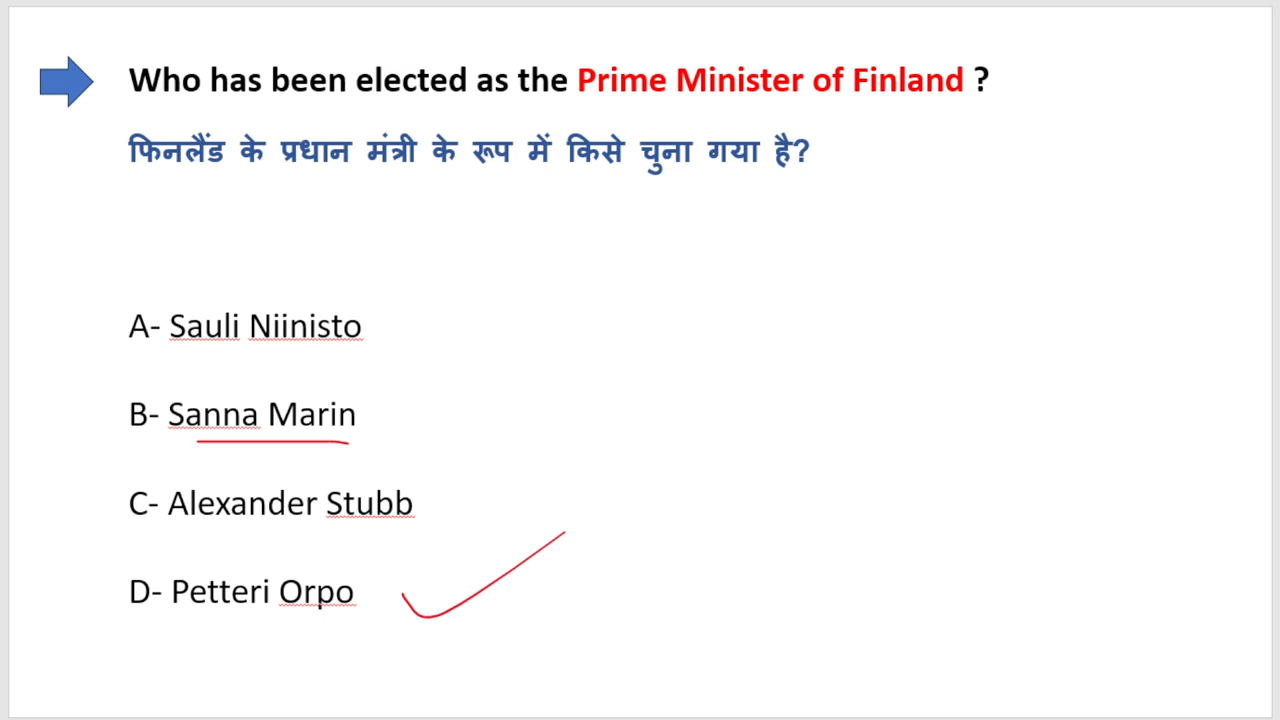 Who has been elected as the Prime Minister of Finland ?
फिनलैंड के प्रधान मंत्री के रूप में किसे चुना गया है?
A- Sauli Niinisto
B- Sanna Marin
C- Alexander Stubb
D- Petteri Orpo